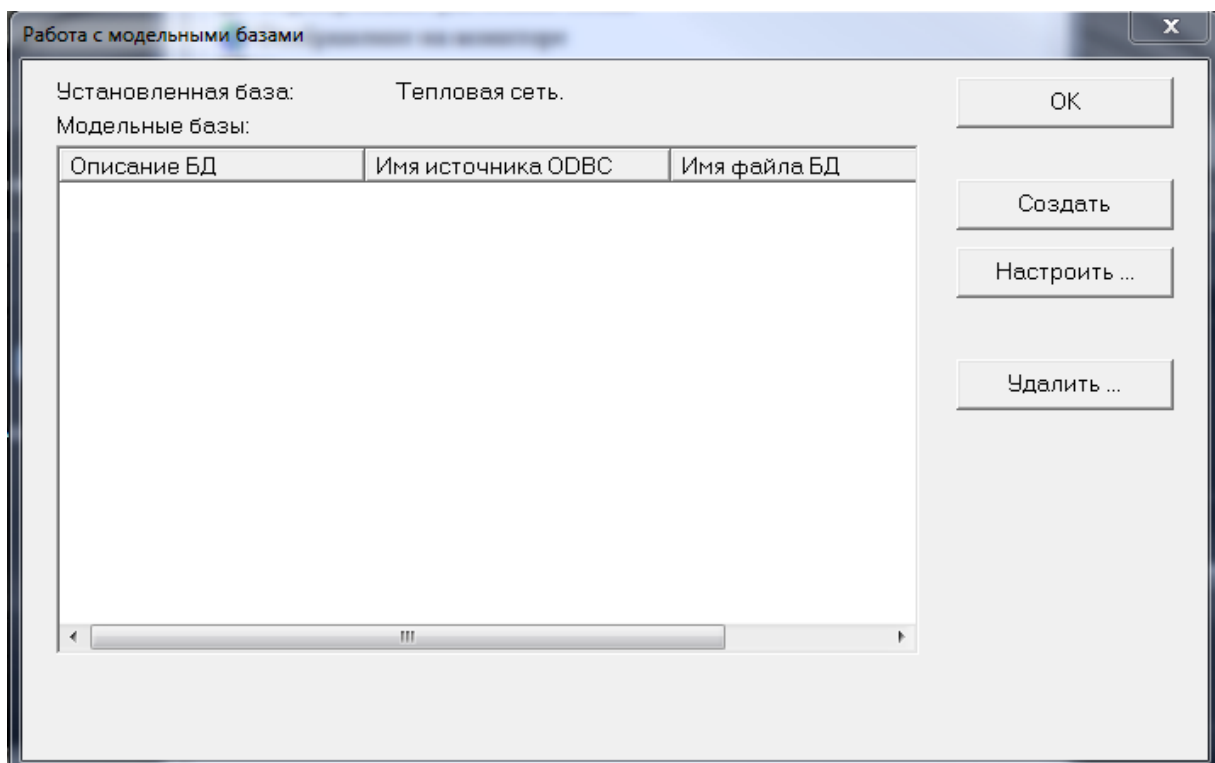 Работа с модельными базами
Установленная база: Тепловая сеть.
Модельные базы:
Описание БД Имя источника ODBC Имя файла БД
OK
Создать
Настроить ...
Удалить ...